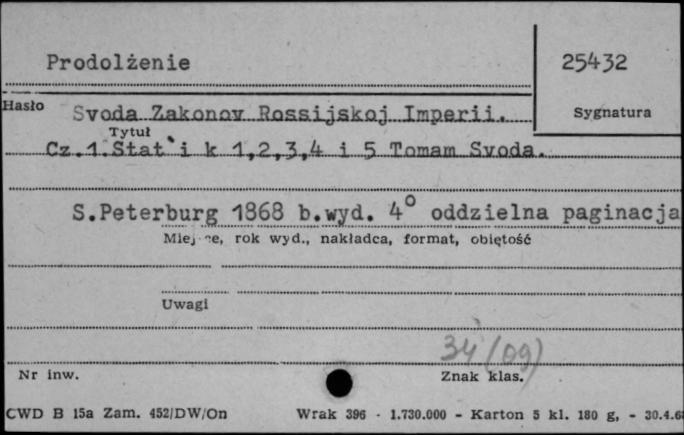 Prodolżenie
25432
Hasło
Svoda Zakonov Rossijskoj Imperii.
Sygnatura
Tytuł
Cz.1.Stat'i k 1,2,3,4 i 5 Tomam Svoda.
S.Peterburg 1868 b.wyd. 4° oddzielna paginacja
Miejsce, rok wyd., nakładca, format, objętość
Uwagi
34 (09)
Nr inw.
Znak klas.
CWD B 15a Zam. 452/DW/On
Wrak 396 - 1.730.000 - Karton 5 kl. 180 g, - 30.4.6